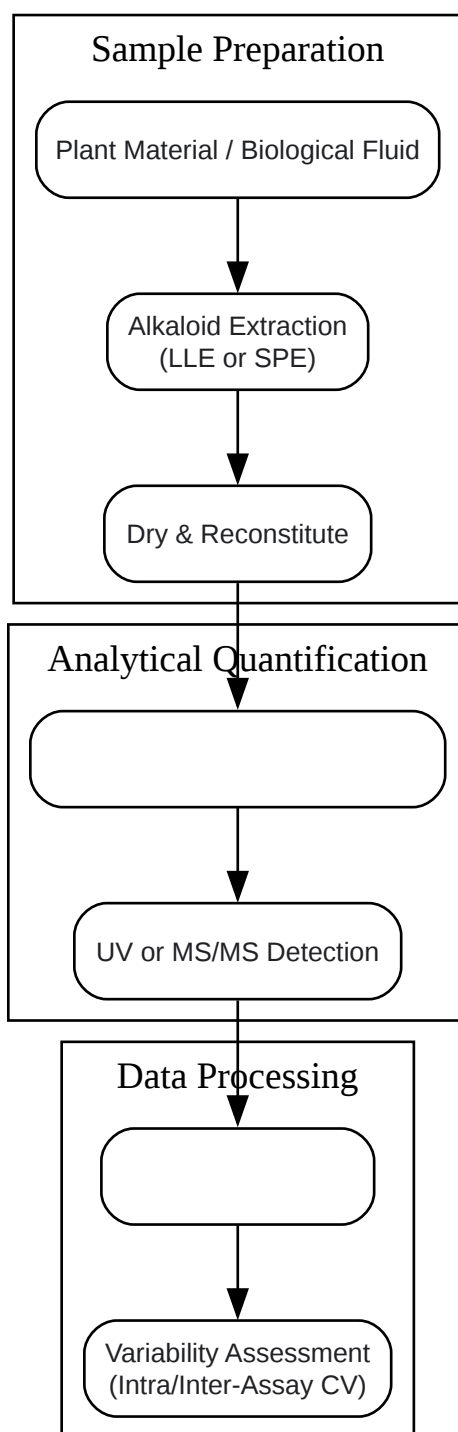 Sample Preparation
Plant Material / Biological Fluid
Alkaloid Extraction
(LLE or SPE)
Dry & Reconstitute
Analytical Quantification
UV or MS/MS Detection
Data Processing
Variability Assessment
(Intra/Inter-Assay CV)